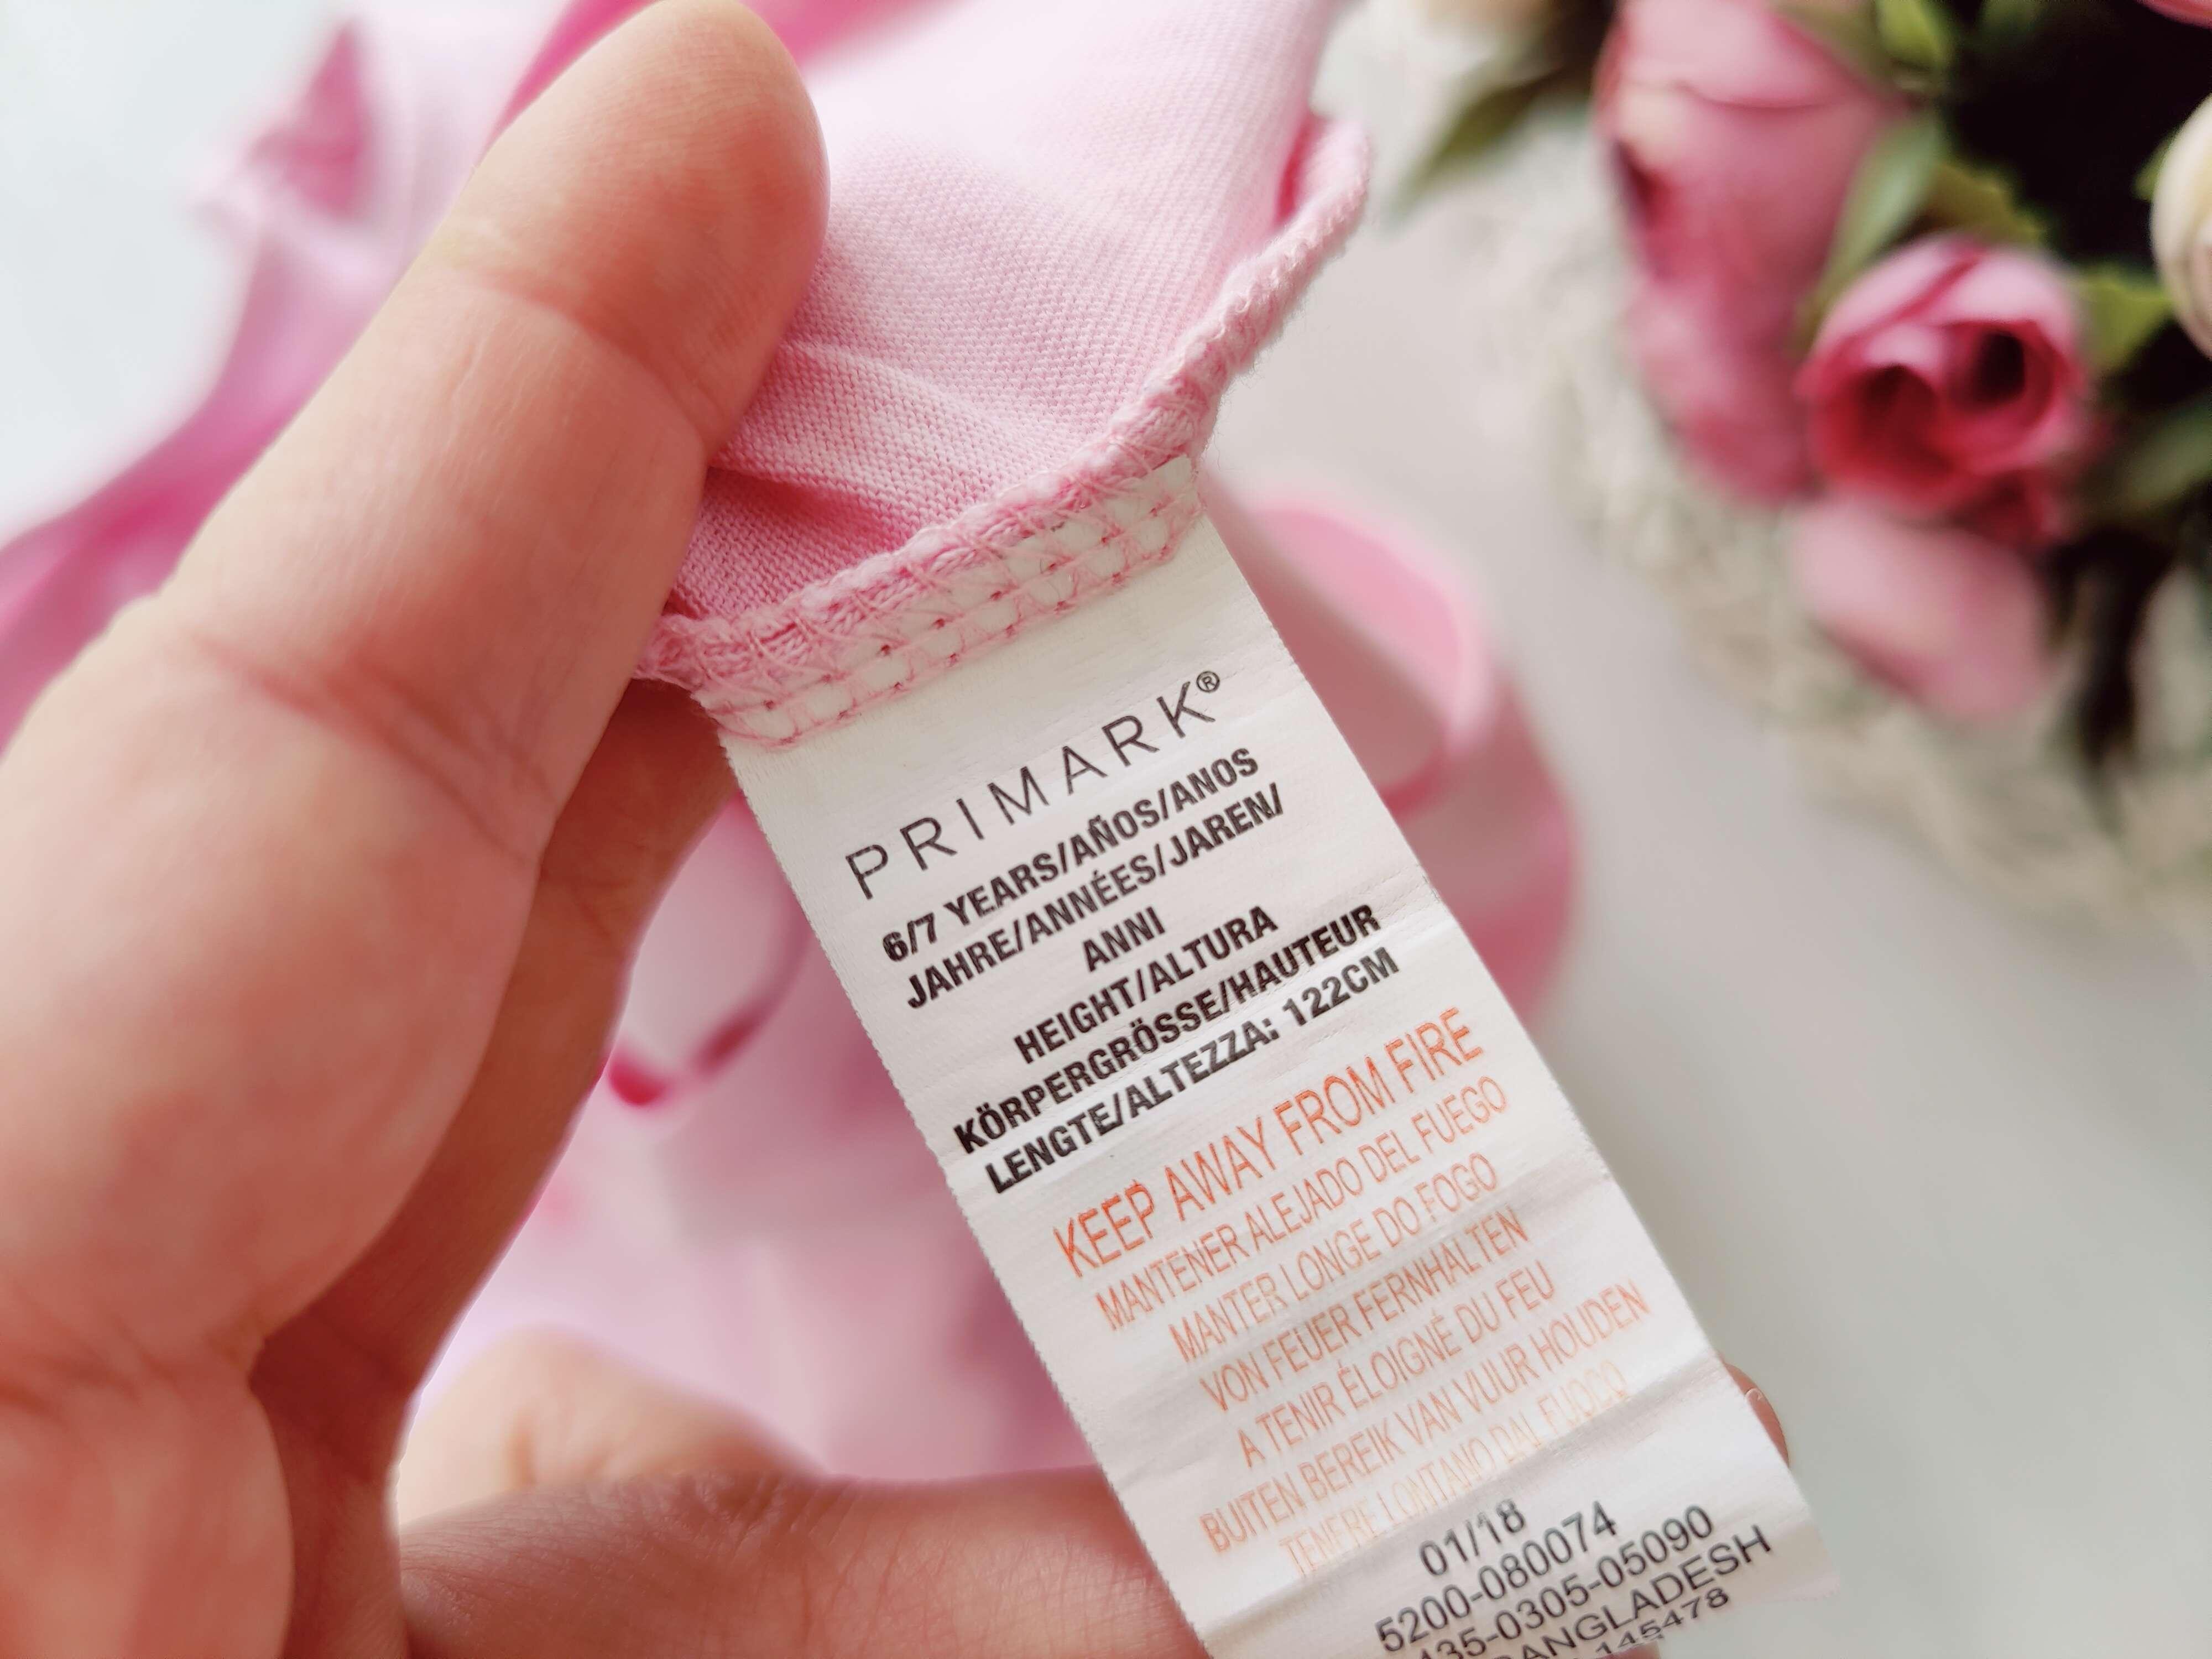 PRIMARK®
6/7 YEARS/AÑOS/ANOS
JAHRE/ANNÉES/JAREN/
ANNI
HEIGHT/ALTURA
KÖRPERGRÖSSE/HAUTEUR
LENGTE/ALTEZZA: 122CM
KEEP AWAY FROM FIRE
MANTENER ALEJADO DEL FUEGO
MANTER LONGE DO FOGO
VON FEUER FERNHALTEN
A TENIR ÉLOIGNÉ DU FEU
BUITEN BEREIK VAN VUUR HOUDEN
TENERE LONTANO DAL FUOCO
01/18
5200-080074
135-0305-05090
BANGLADESH
145478